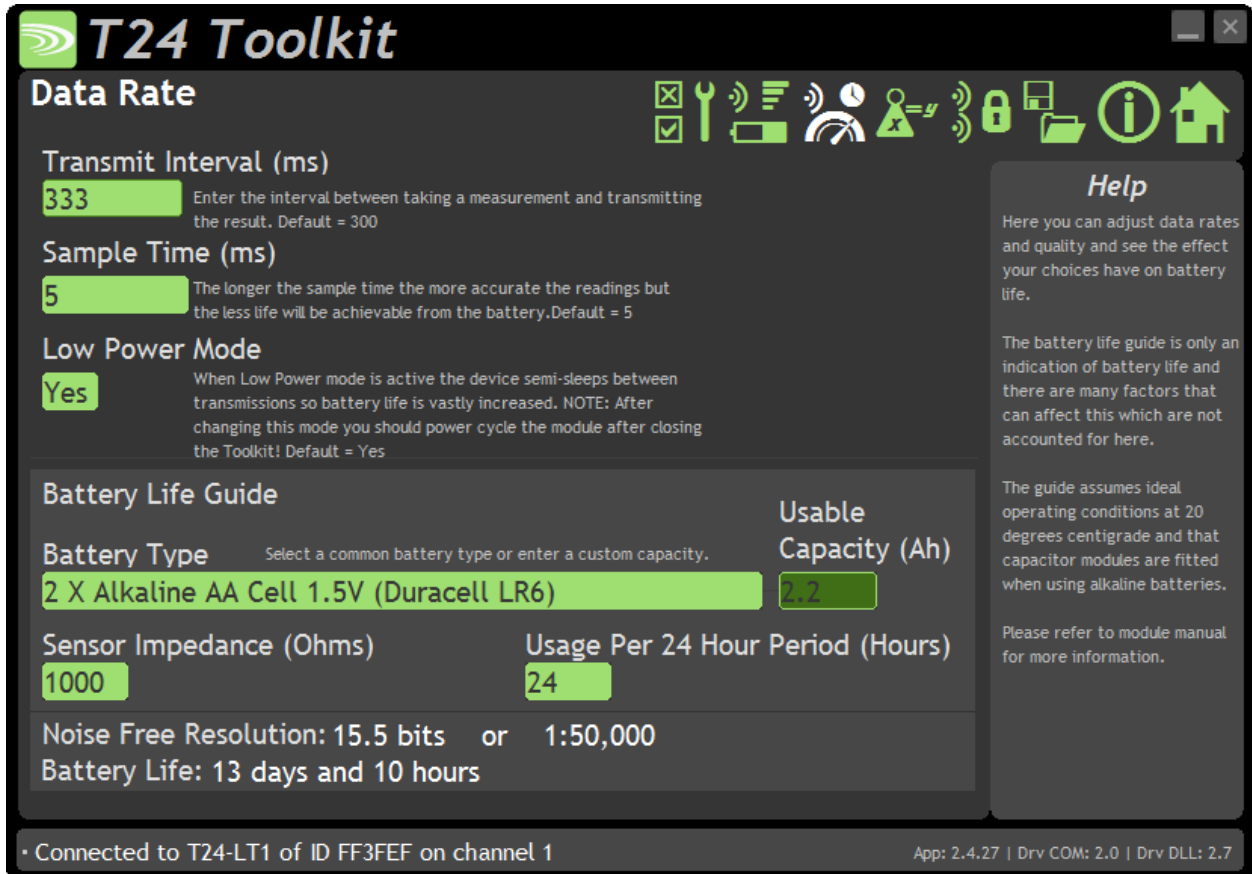 T24 Toolkit
Data Rate
x=y
Transmit Interval (ms)
333
Enter the interval between taking a measurement and transmitting
the result. Default = 300
Sample Time (ms)
5
The longer the sample time the more accurate the readings but
the less life will be achievable from the battery.Default = 5
Low Power Mode
Yes
When Low Power mode is active the device semi-sleeps between
transmissions so battery life is vastly increased. NOTE: After
changing this mode you should power cycle the module after closing
the Toolkit! Default = Yes
Battery Life Guide
Battery Type
Select a common battery type or enter a custom capacity.
Usable
Capacity (Ah)
2 X Alkaline AA Cell 1.5V (Duracell LR6)
2.2
Sensor Impedance (Ohms)
1000
Usage Per 24 Hour Period (Hours)
24
Noise Free Resolution: 15.5 bits or 1:50,000
Battery Life: 13 days and 10 hours
Help
Here you can adjust data rates
and quality and see the effect
your choices have on battery
life.
The battery life guide is only an
indication of battery life and
there are many factors that
can affect this which are not
accounted for here.
The guide assumes ideal
operating conditions at 20
degrees centigrade and that
capacitor modules are fitted
when using alkaline batteries.
Please refer to module manual
for more information.
Connected to T24-LT1 of ID FF3FEF on channel 1
App: 2.4.27 | Drv COM: 2.0 | Drv DLL: 2.7